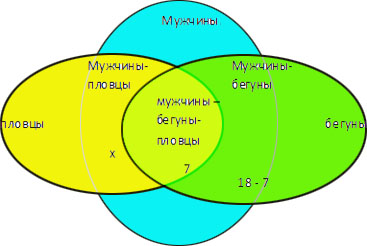 Мужчины
Мужчины-
пловцы
Мужчины-
бегуны
мужчины –
бегуны-
пловцы
пловцы
бегуны
x
7
18 - 7